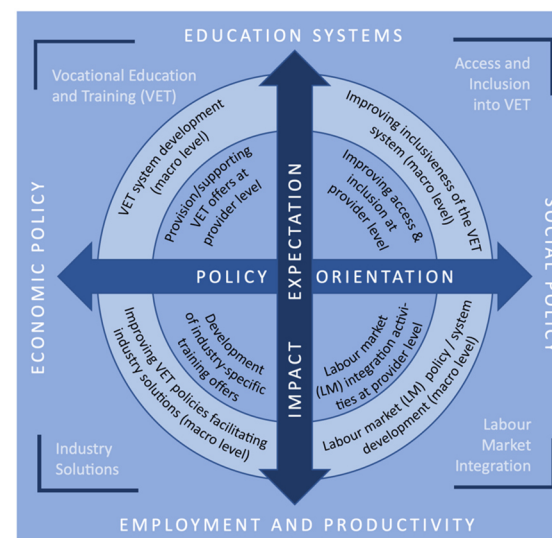 EDUCATION SYSTEMS
Vocational Education
and Training (VET)
Access and
Inclusion
into VET
VET system development
(macro level)
Provision/supporting
VET offers at
provider level
Improving inclusiveness of the VET
system (macro level)
Improving access &
inclusion at
provider level
ECONOMIC POLICY
SOCIAL POLICY
POLICY ORIENTATION
IMPACT EXPECTATION
Improving VET policies facilitating
industry solutions (macro level)
Development
of industry-specific
training offers
Labour market
(LM) integration activi-
ties at provider level
Labour market (LM) policy / system
development (macro level)
Industry
Solutions
Labour
Market
Integration
EMPLOYMENT AND PRODUCTIVITY